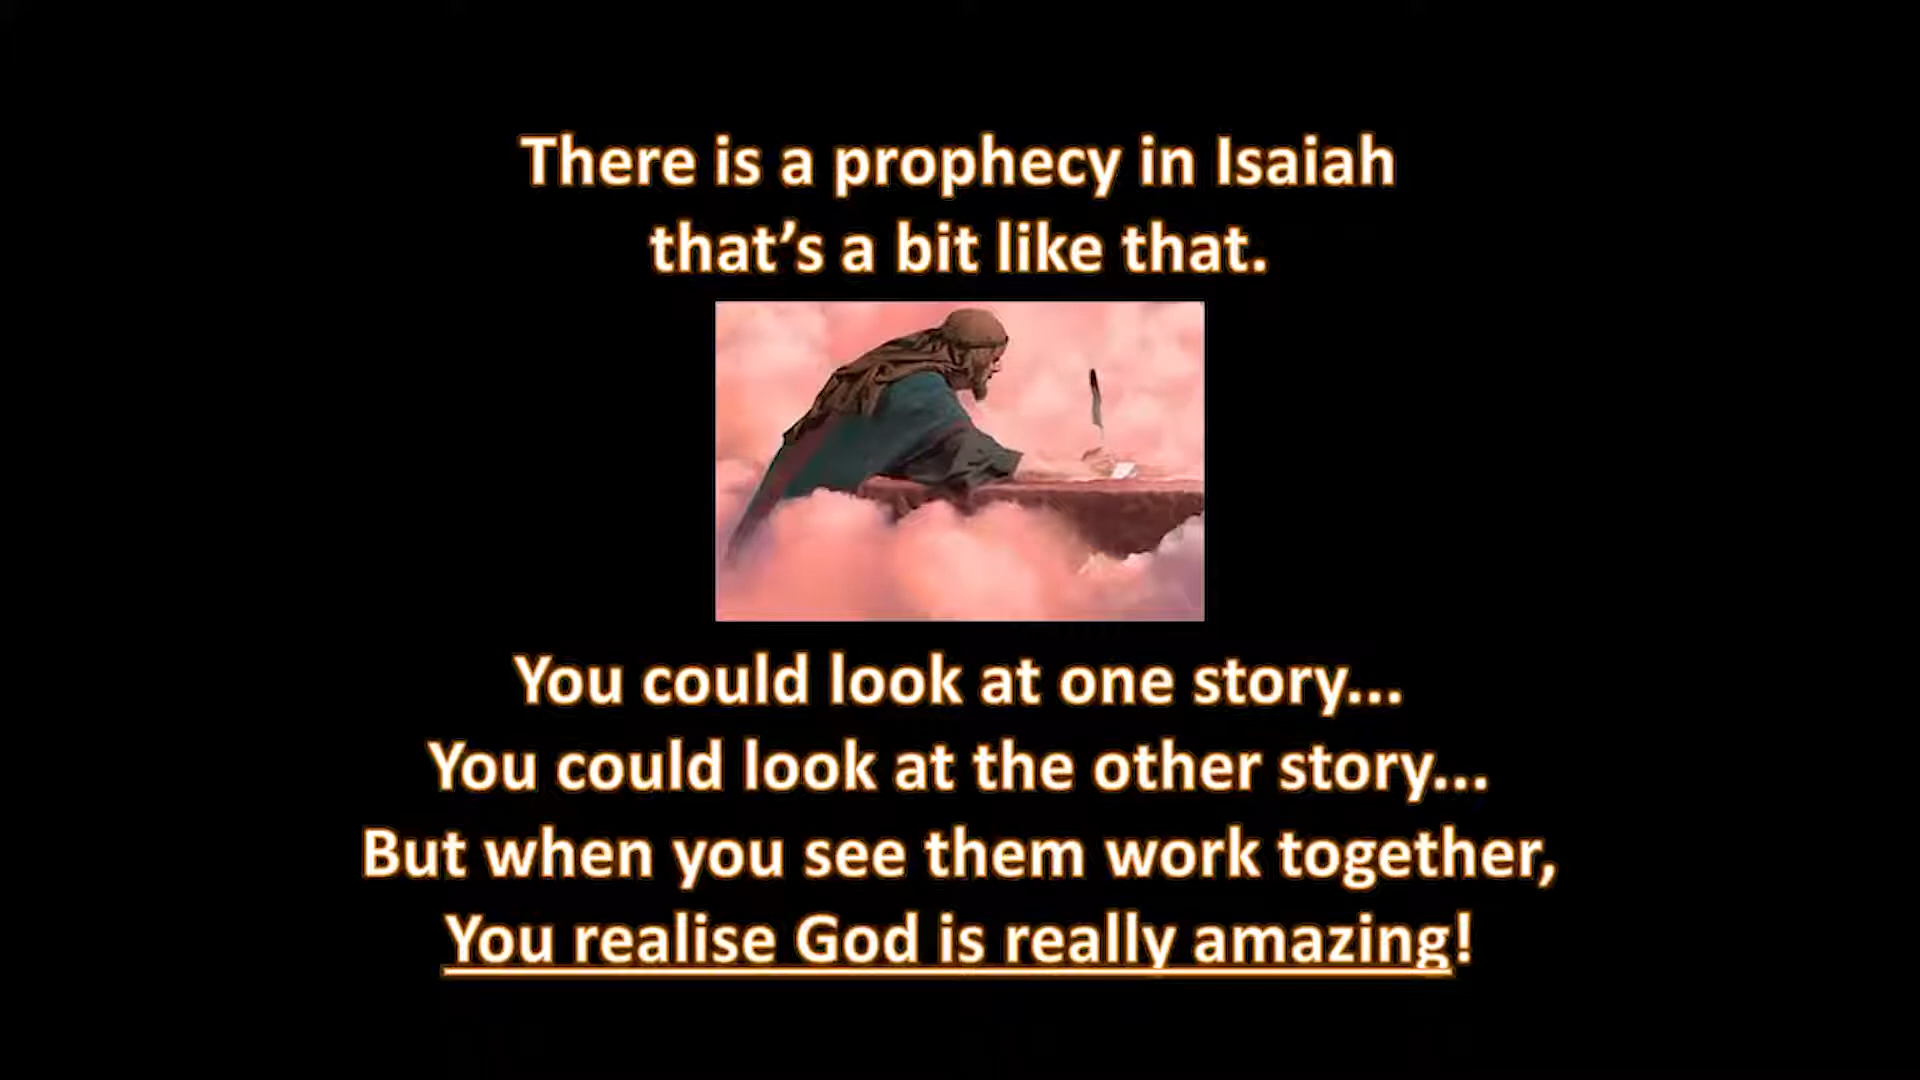 There is a prophecy in Isaiah
that’s a bit like that.
You could look at one story...
You could look at the other story...
But when you see them work together,
You realise God is really amazing!